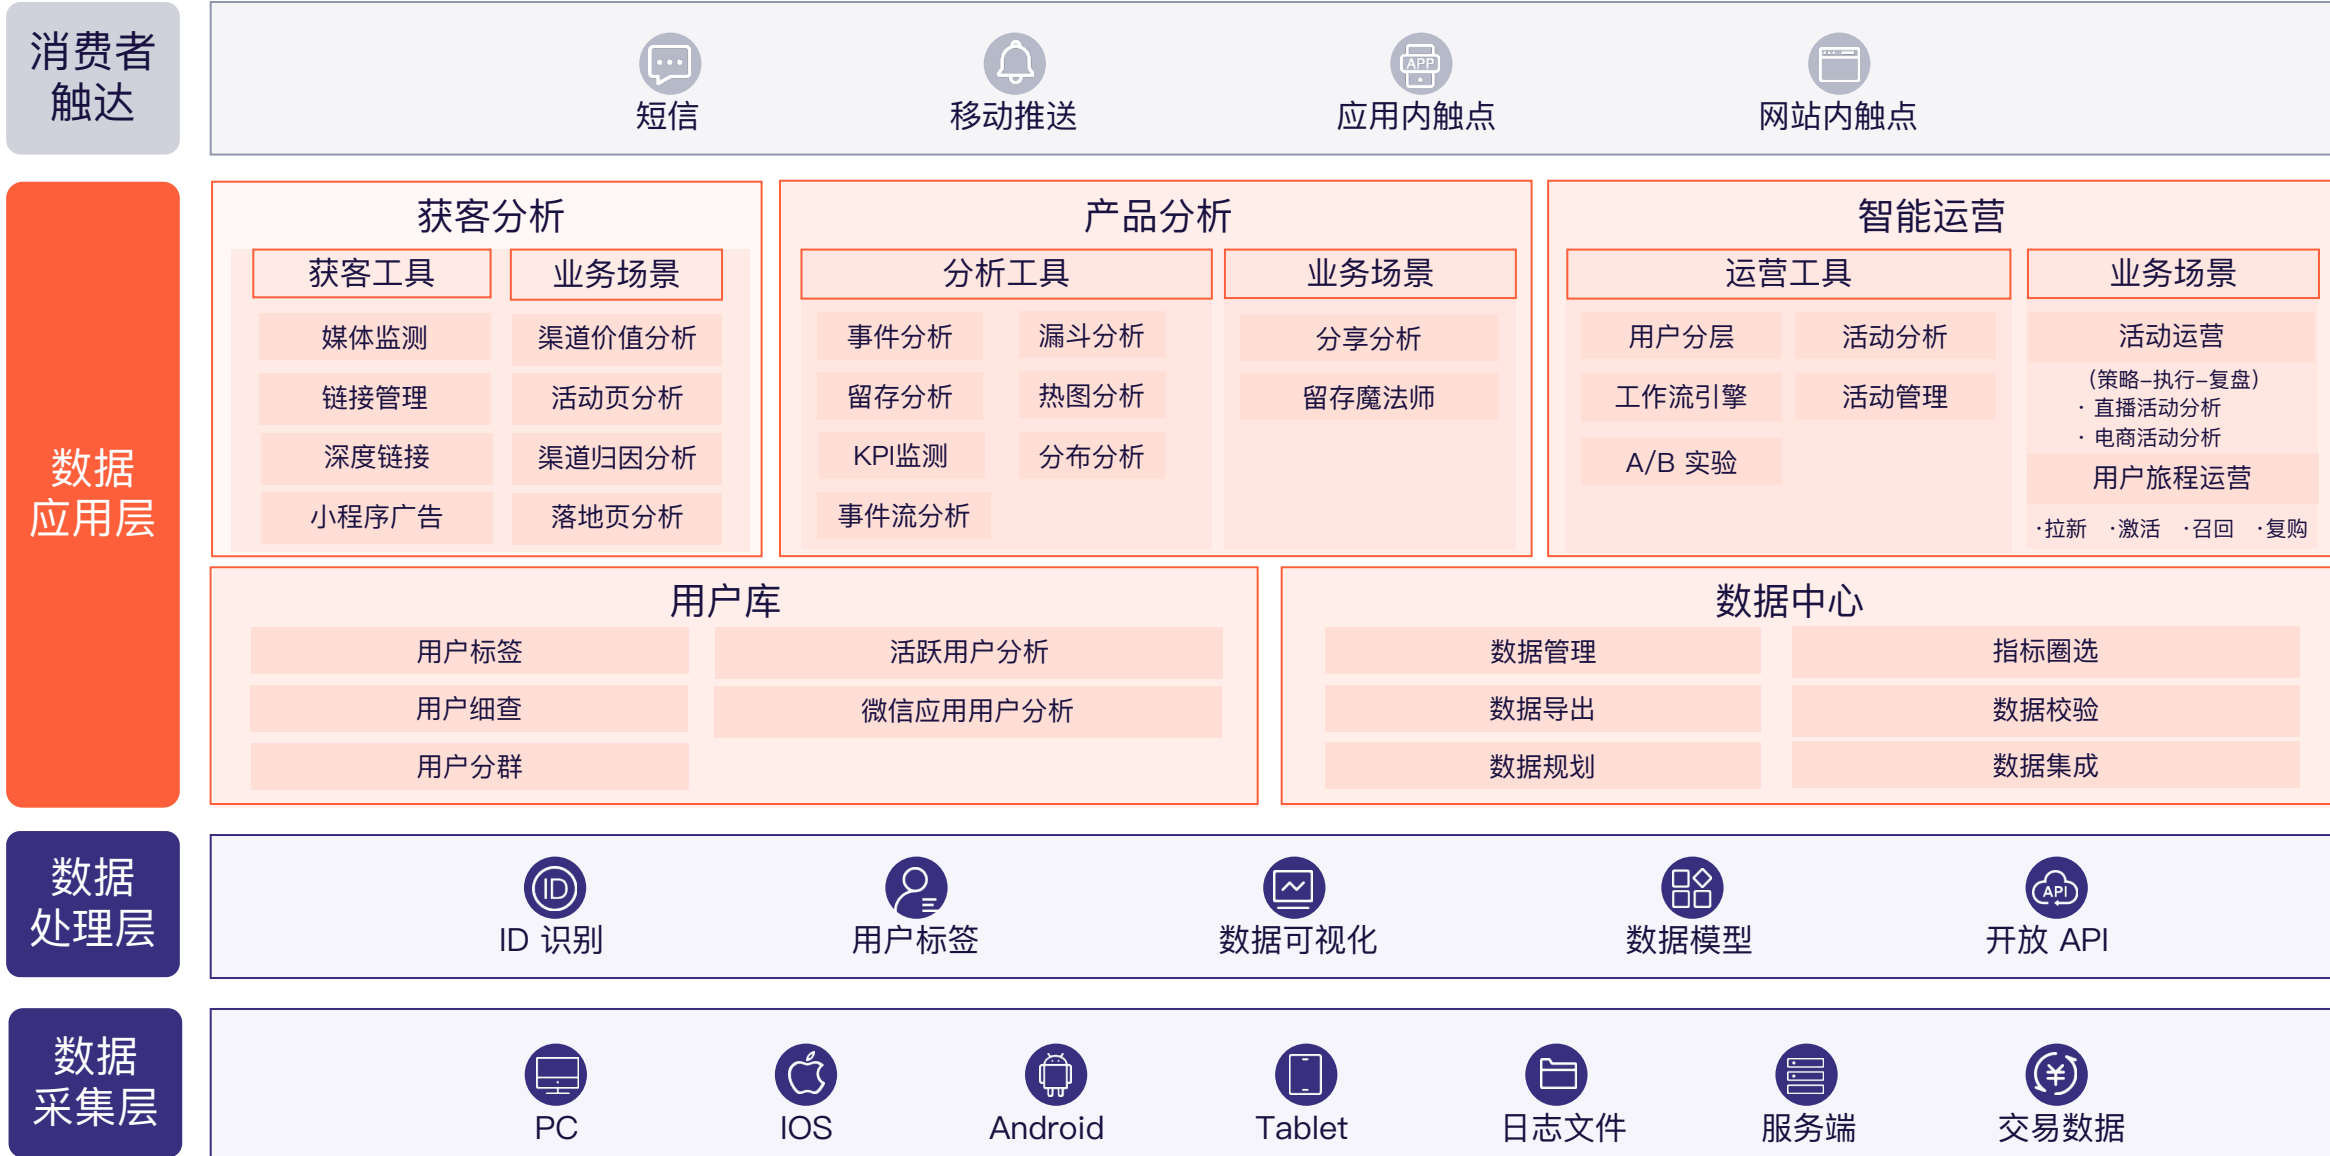 消费者
触达
短信
移动推送
APP
应用内触点
网站内触点
数据
应用层
获客分析
获客工具
业务场景
媒体监测
渠道价值分析
链接管理
活动页分析
深度链接
渠道归因分析
小程序广告
落地页分析
产品分析
分析工具
业务场景
事件分析
漏斗分析
分享分析
留存分析
热图分析
留存魔法师
KPI监测
分布分析
事件流分析
智能运营
运营工具
业务场景
用户分层
活动分析
工作流引擎
活动管理
A/B 实验
活动运营
（策略–执行–复盘）
· 直播活动分析
· 电商活动分析
用户旅程运营
·拉新 ·激活 ·召回 ·复购
用户库
用户标签
活跃用户分析
用户细查
微信应用用户分析
用户分群
数据中心
数据管理
指标圈选
数据导出
数据校验
数据规划
数据集成
数据
处理层
ID
ID 识别
用户标签
数据可视化
数据模型
API
开放 API
数据
采集层
PC
IOS
Android
Tablet
日志文件
服务端
¥
交易数据